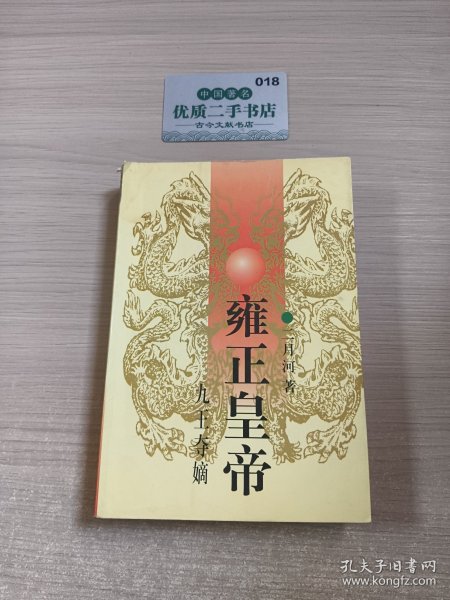 018
中国著名
优质二手书店
古今文献书店
雍正皇帝
二月河著
九王夺嫡
孔夫子旧书网
www.kongfz.com